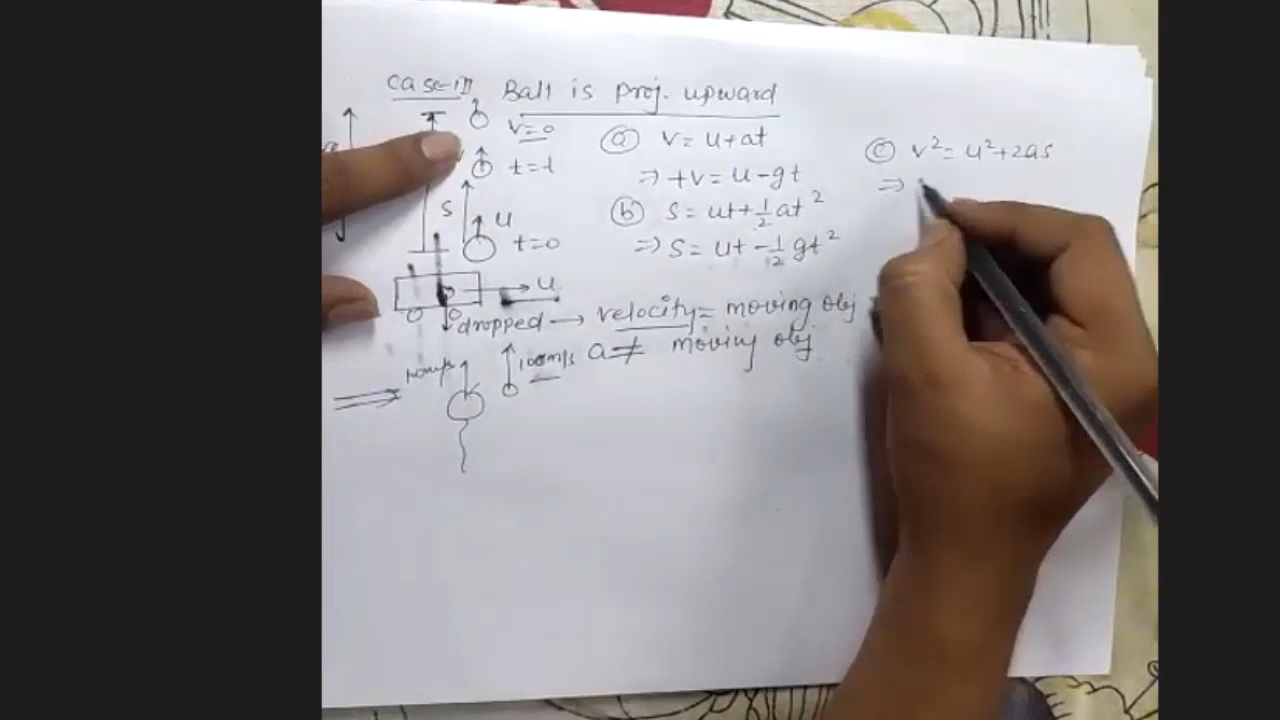 Case-III Ball is proj. upward
v=0
t=t
S
u
t=0
u
(a) v= u+at
⇒ +v= u-gt
(b) s= ut+½at²
⇒ s= ut-½gt²
(c) v²= u²+2as
⇒
dropped → velocity= moving obj
a≠ moving obj
10m/s
100m/s